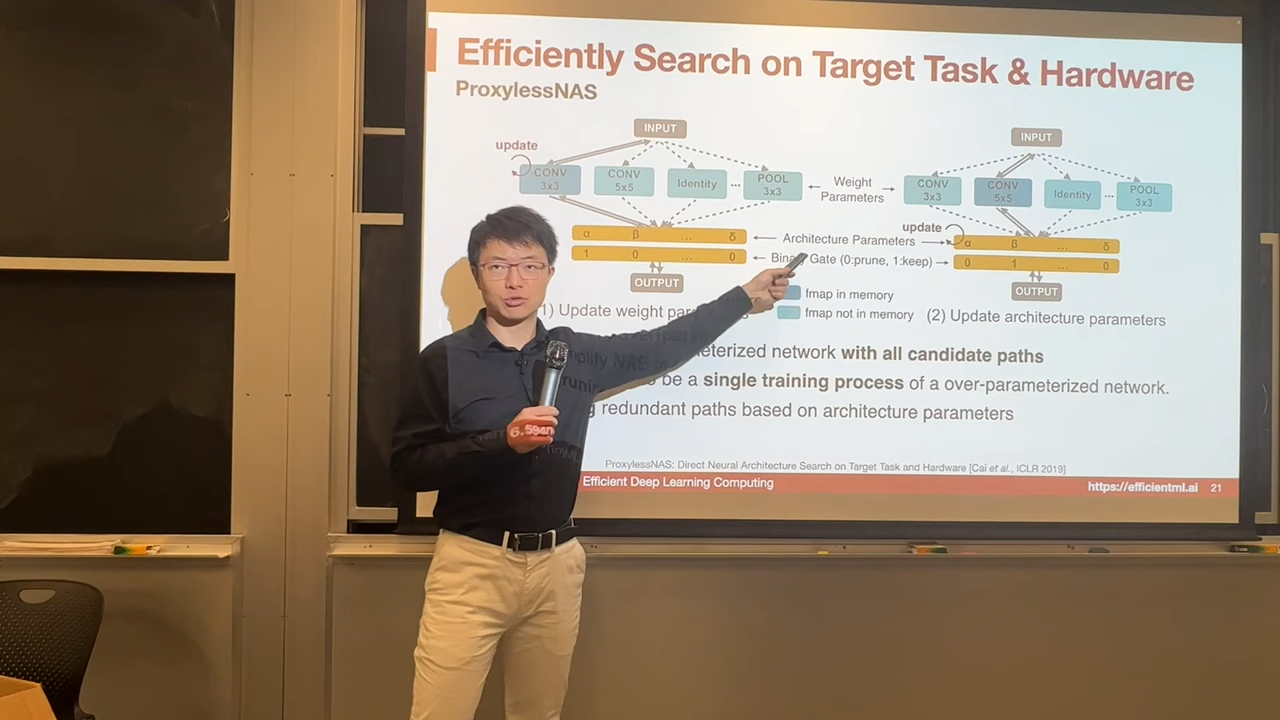 Efficiently Search on Target Task & Hardware
ProxylessNAS
INPUT
update
CONV 3x3
CONV 5x5
Identity
...
POOL 3x3
α β ... δ
1 0 ... 0
OUTPUT
Weight Parameters
Architecture Parameters
Binary Gate (0:prune, 1:keep)
fmap in memory
fmap not in memory
INPUT
CONV 3x3
CONV 5x5
Identity
...
POOL 3x3
update
α β ... δ
0 1 ... 0
OUTPUT
1) Update weight par
(2) Update architecture parameters
eterized network with all candidate paths
be a single training process of a over-parameterized network.
redundant paths based on architecture parameters
ProxylessNAS: Direct Neural Architecture Search on Target Task and Hardware [Cai et al., ICLR 2019]
6.594
Efficient Deep Learning Computing
https://efficientml.ai
21